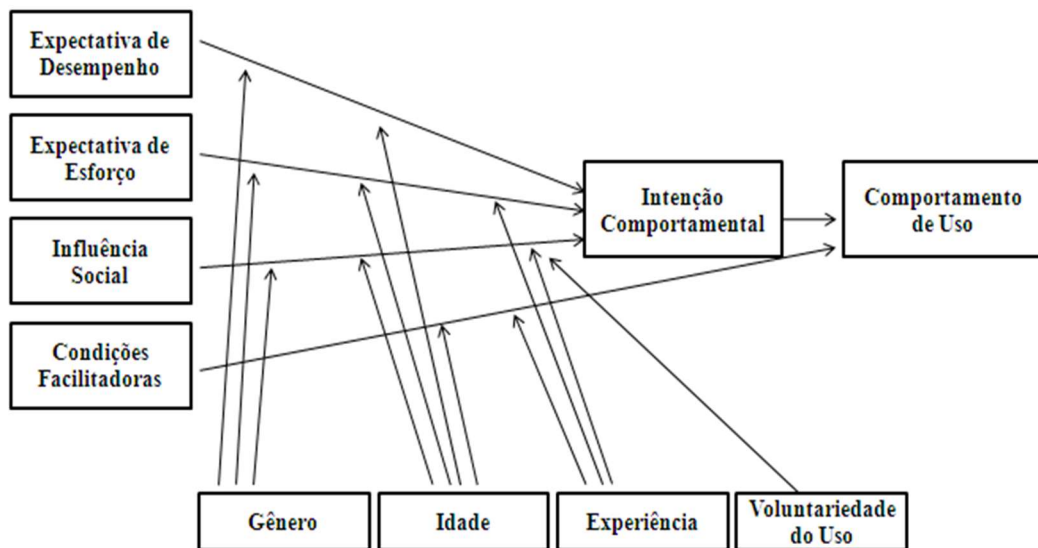 Expectativa de
Desempenho
Expectativa de
Esforço
Influência
Social
Condições
Facilitadoras
Intenção
Comportamental
Comportamento
de Uso
Gênero
Idade
Experiência
Voluntariedade
do Uso